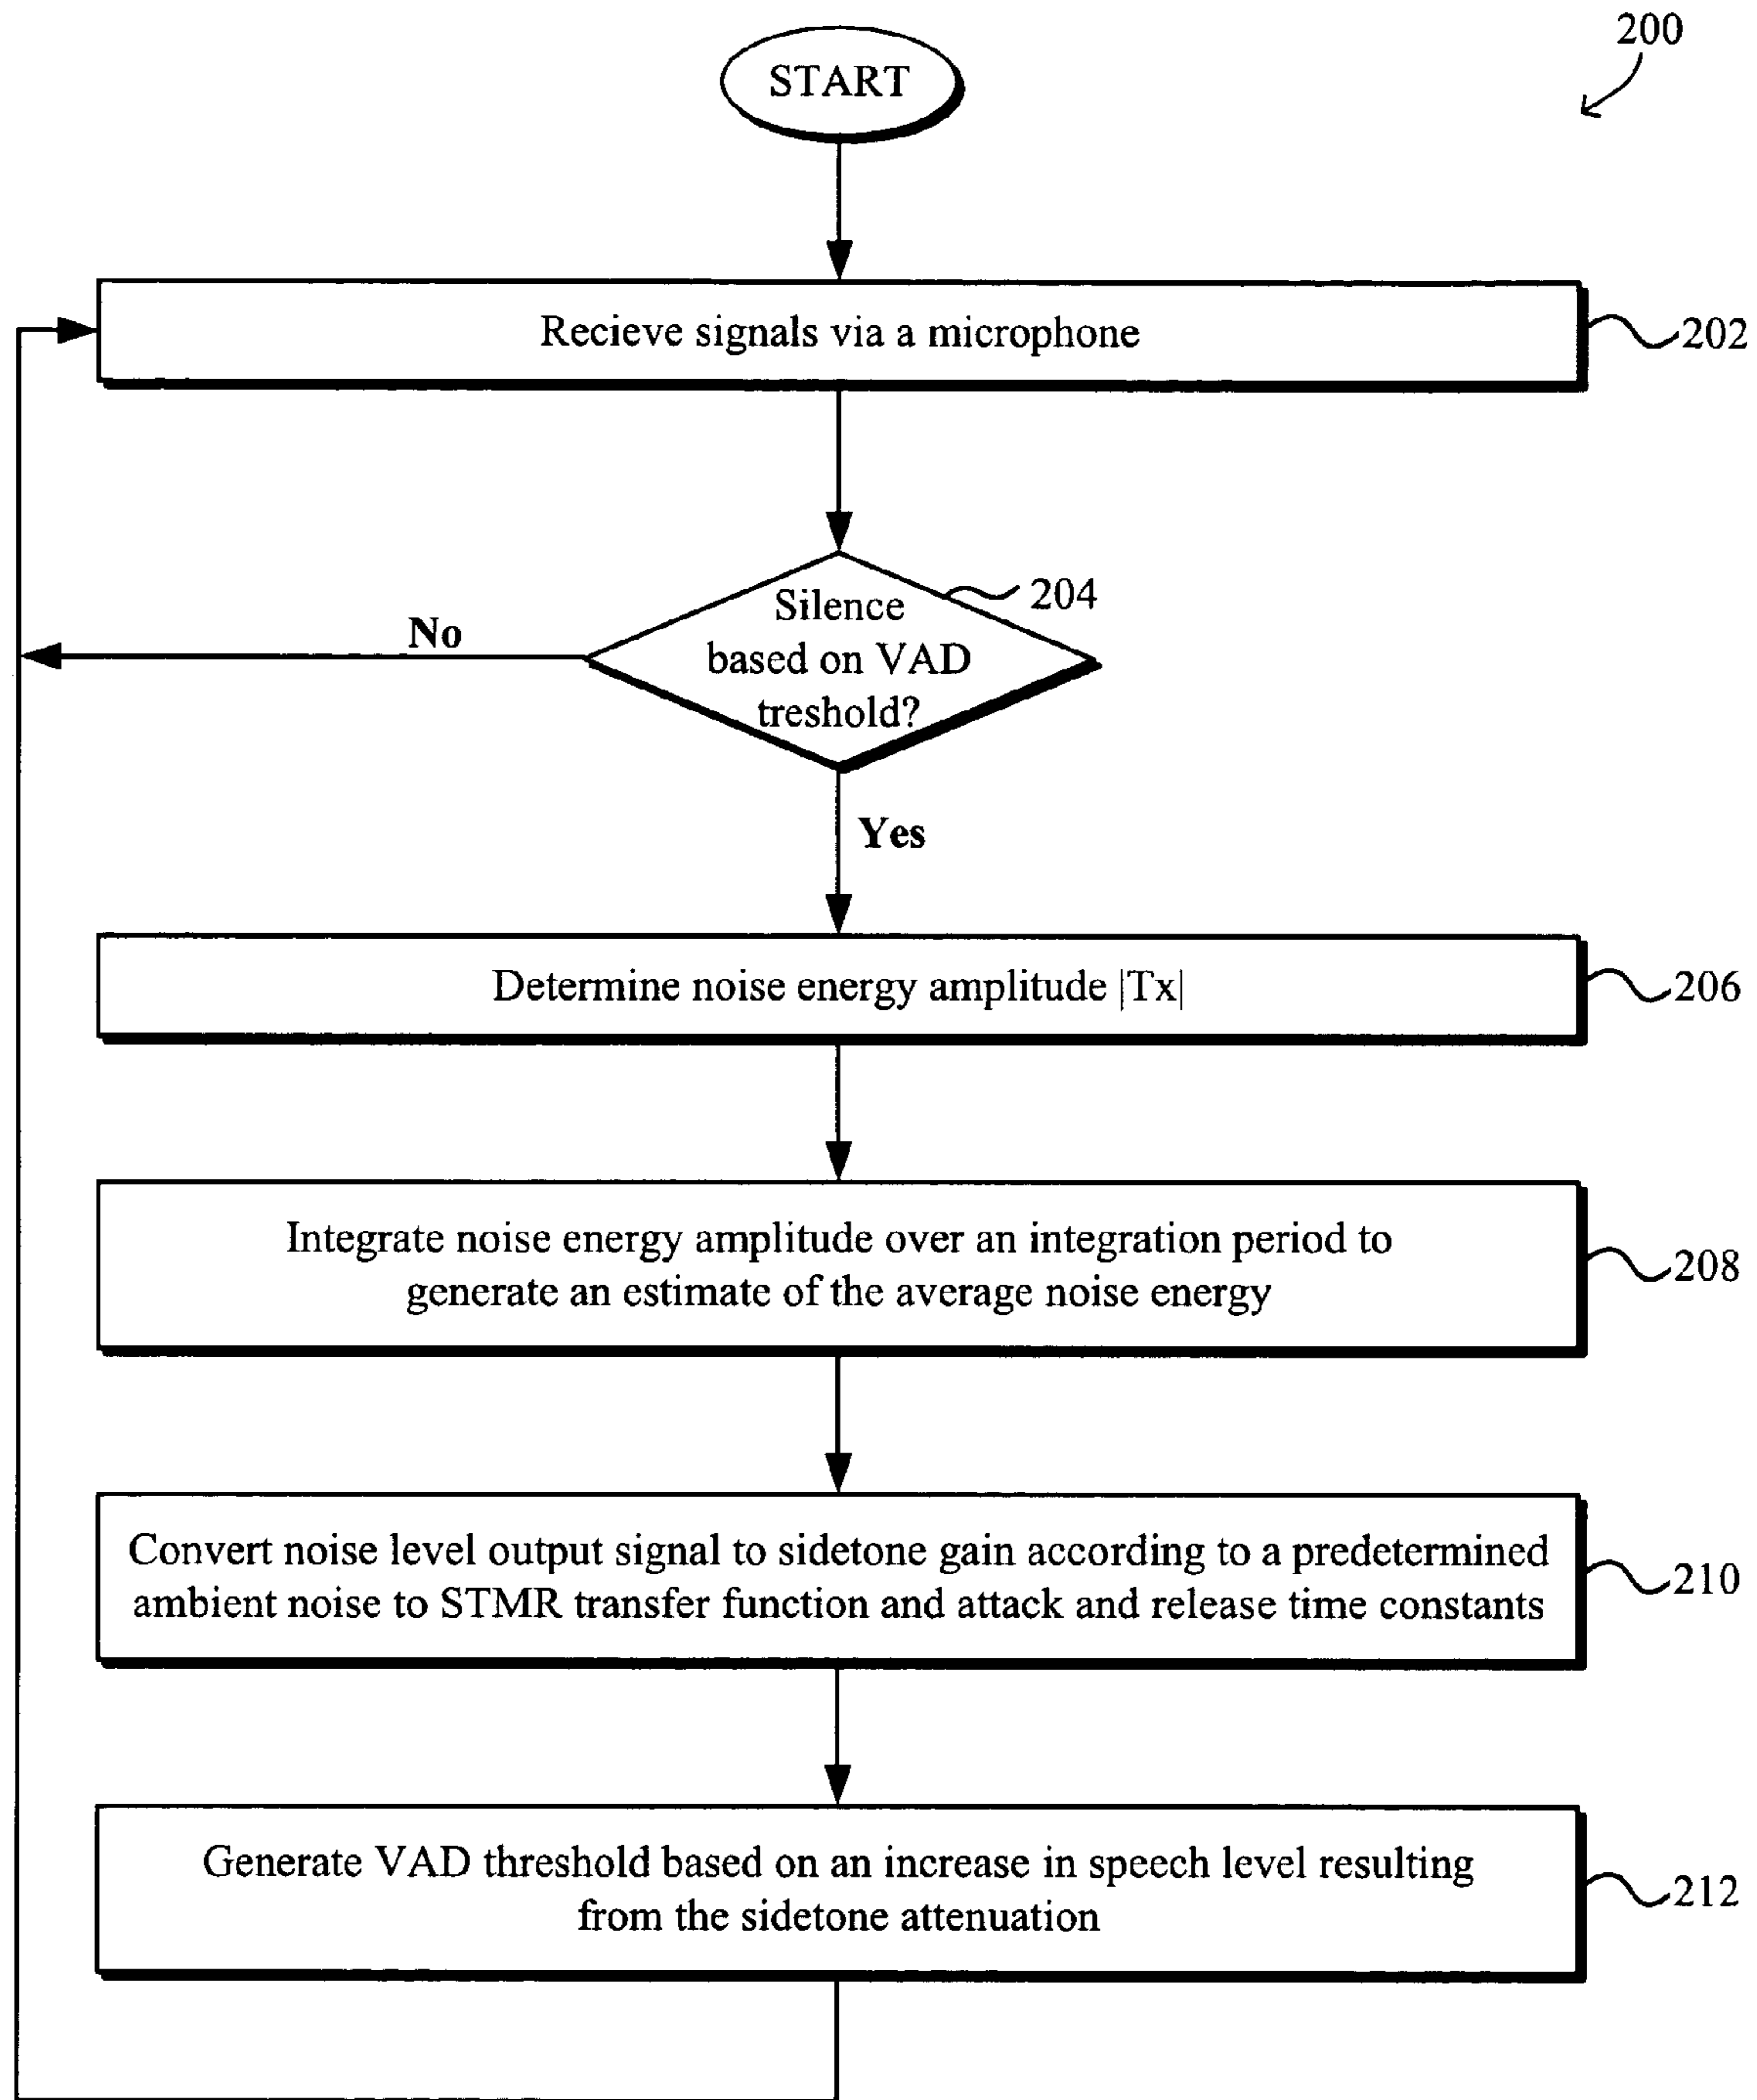 200
START
Recieve signals via a microphone
202
204
Silence
based on VAD
treshold?
No
Yes
Determine noise energy amplitude |Tx|
206
Integrate noise energy amplitude over an integration period to
generate an estimate of the average noise energy
208
Convert noise level output signal to sidetone gain according to a predetermined
ambient noise to STMR transfer function and attack and release time constants
210
Generate VAD threshold based on an increase in speech level resulting
from the sidetone attenuation
212